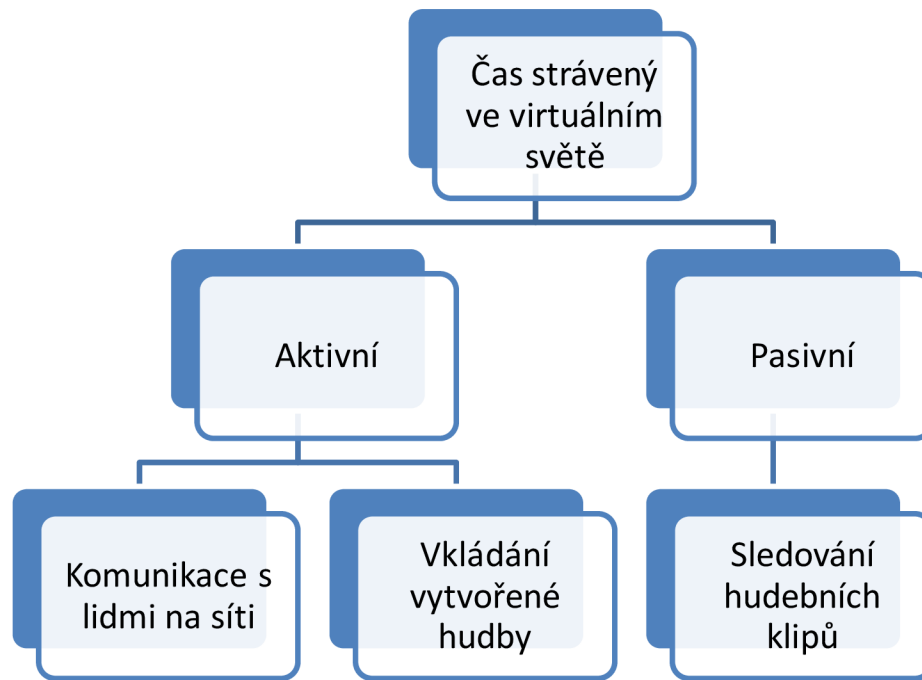 Čas strávený
ve virtuálním
světě
Aktivní
Pasivní
Komunikace s
lidmi na síti
Vkládání
vytvořené
hudby
Sledování
hudebních
klipů